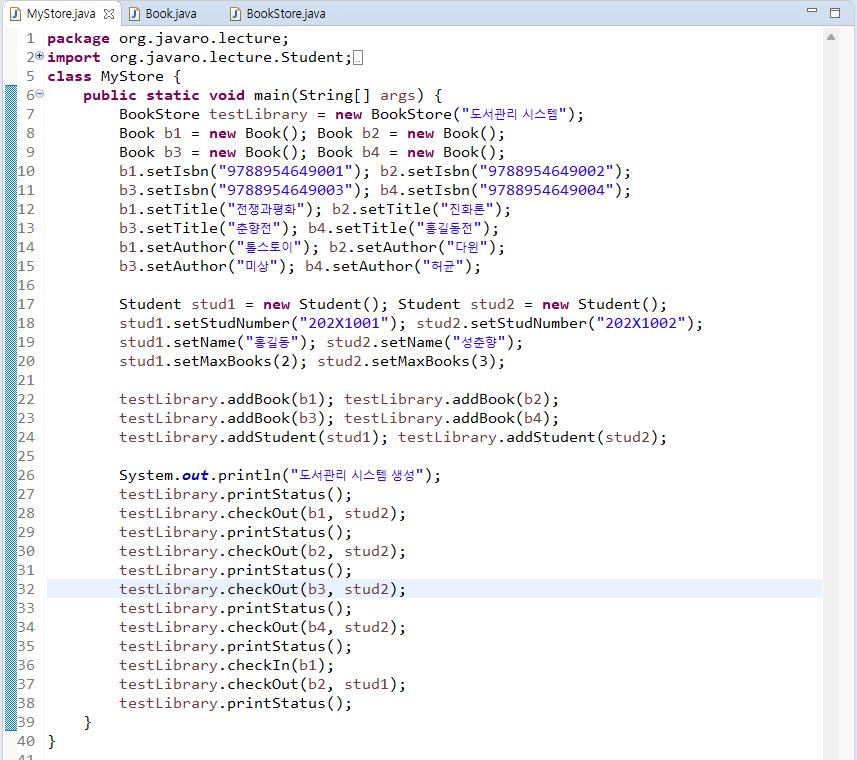 MyStore.java Book.java BookStore.java
1 package org.javaro.lecture;
2 import org.javaro.lecture.Student;
5 class MyStore {
6 public static void main(String[] args) {
7 BookStore testLibrary = new BookStore("도서관리 시스템");
8 Book b1 = new Book(); Book b2 = new Book();
9 Book b3 = new Book(); Book b4 = new Book();
10 b1.setIsbn("9788954649001"); b2.setIsbn("9788954649002");
11 b3.setIsbn("9788954649003"); b4.setIsbn("9788954649004");
12 b1.setTitle("전쟁과평화"); b2.setTitle("진화론");
13 b3.setTitle("춘향전"); b4.setTitle("홍길동전");
14 b1.setAuthor("톨스토이"); b2.setAuthor("다윈");
15 b3.setAuthor("미상"); b4.setAuthor("허균");
16
17 Student stud1 = new Student(); Student stud2 = new Student();
18 stud1.setStudNumber("202X1001"); stud2.setStudNumber("202X1002");
19 stud1.setName("홍길동"); stud2.setName("성춘향");
20 stud1.setMaxBooks(2); stud2.setMaxBooks(3);
21
22 testLibrary.addBook(b1); testLibrary.addBook(b2);
23 testLibrary.addBook(b3); testLibrary.addBook(b4);
24 testLibrary.addStudent(stud1); testLibrary.addStudent(stud2);
25
26 System.out.println("도서관리 시스템 생성");
27 testLibrary.printStatus();
28 testLibrary.checkOut(b1, stud2);
29 testLibrary.printStatus();
30 testLibrary.checkOut(b2, stud2);
31 testLibrary.printStatus();
32 testLibrary.checkOut(b3, stud2);
33 testLibrary.printStatus();
34 testLibrary.checkOut(b4, stud2);
35 testLibrary.printStatus();
36 testLibrary.checkIn(b1);
37 testLibrary.checkOut(b2, stud1);
38 testLibrary.printStatus();
39 }
40 }
41